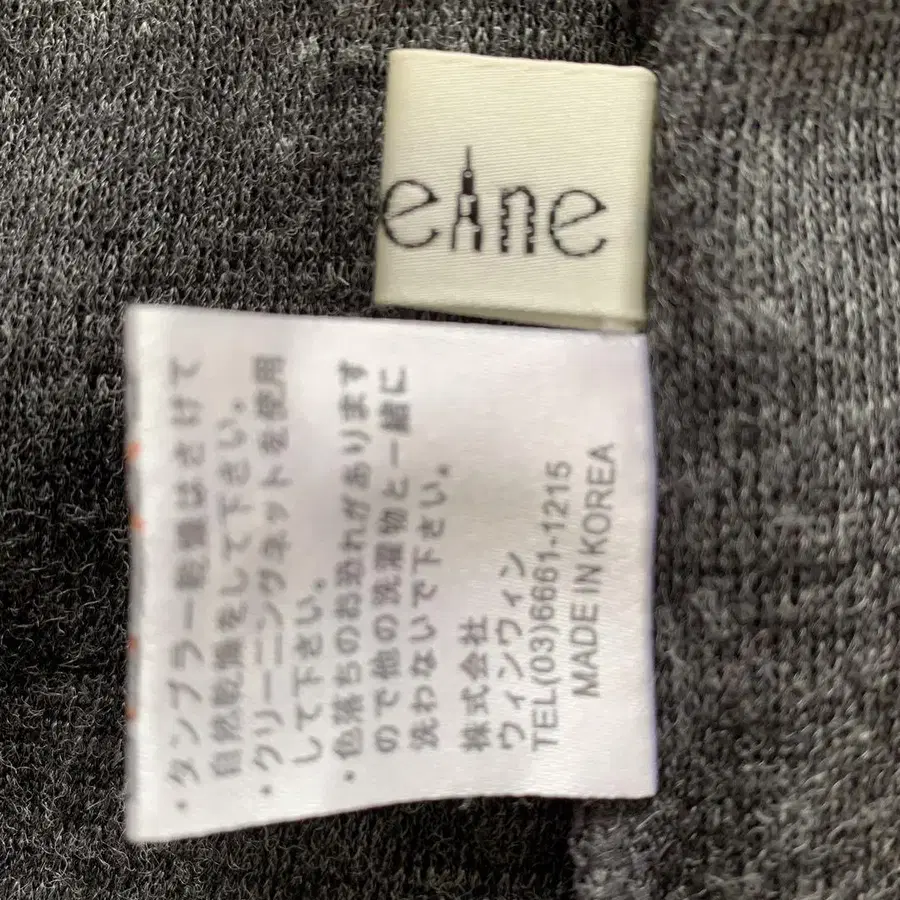 eine
・タンブラー乾燥はさけて
自然乾燥をして下さい。
・クリーニングネットを使用
して下さい。
・色落ちのお恐れがあります
ので他の洗濯物と一緒に
洗わないで下さい。
株式会社
ウィンウィン
TEL(03)6661-1215
MADE IN KOREA